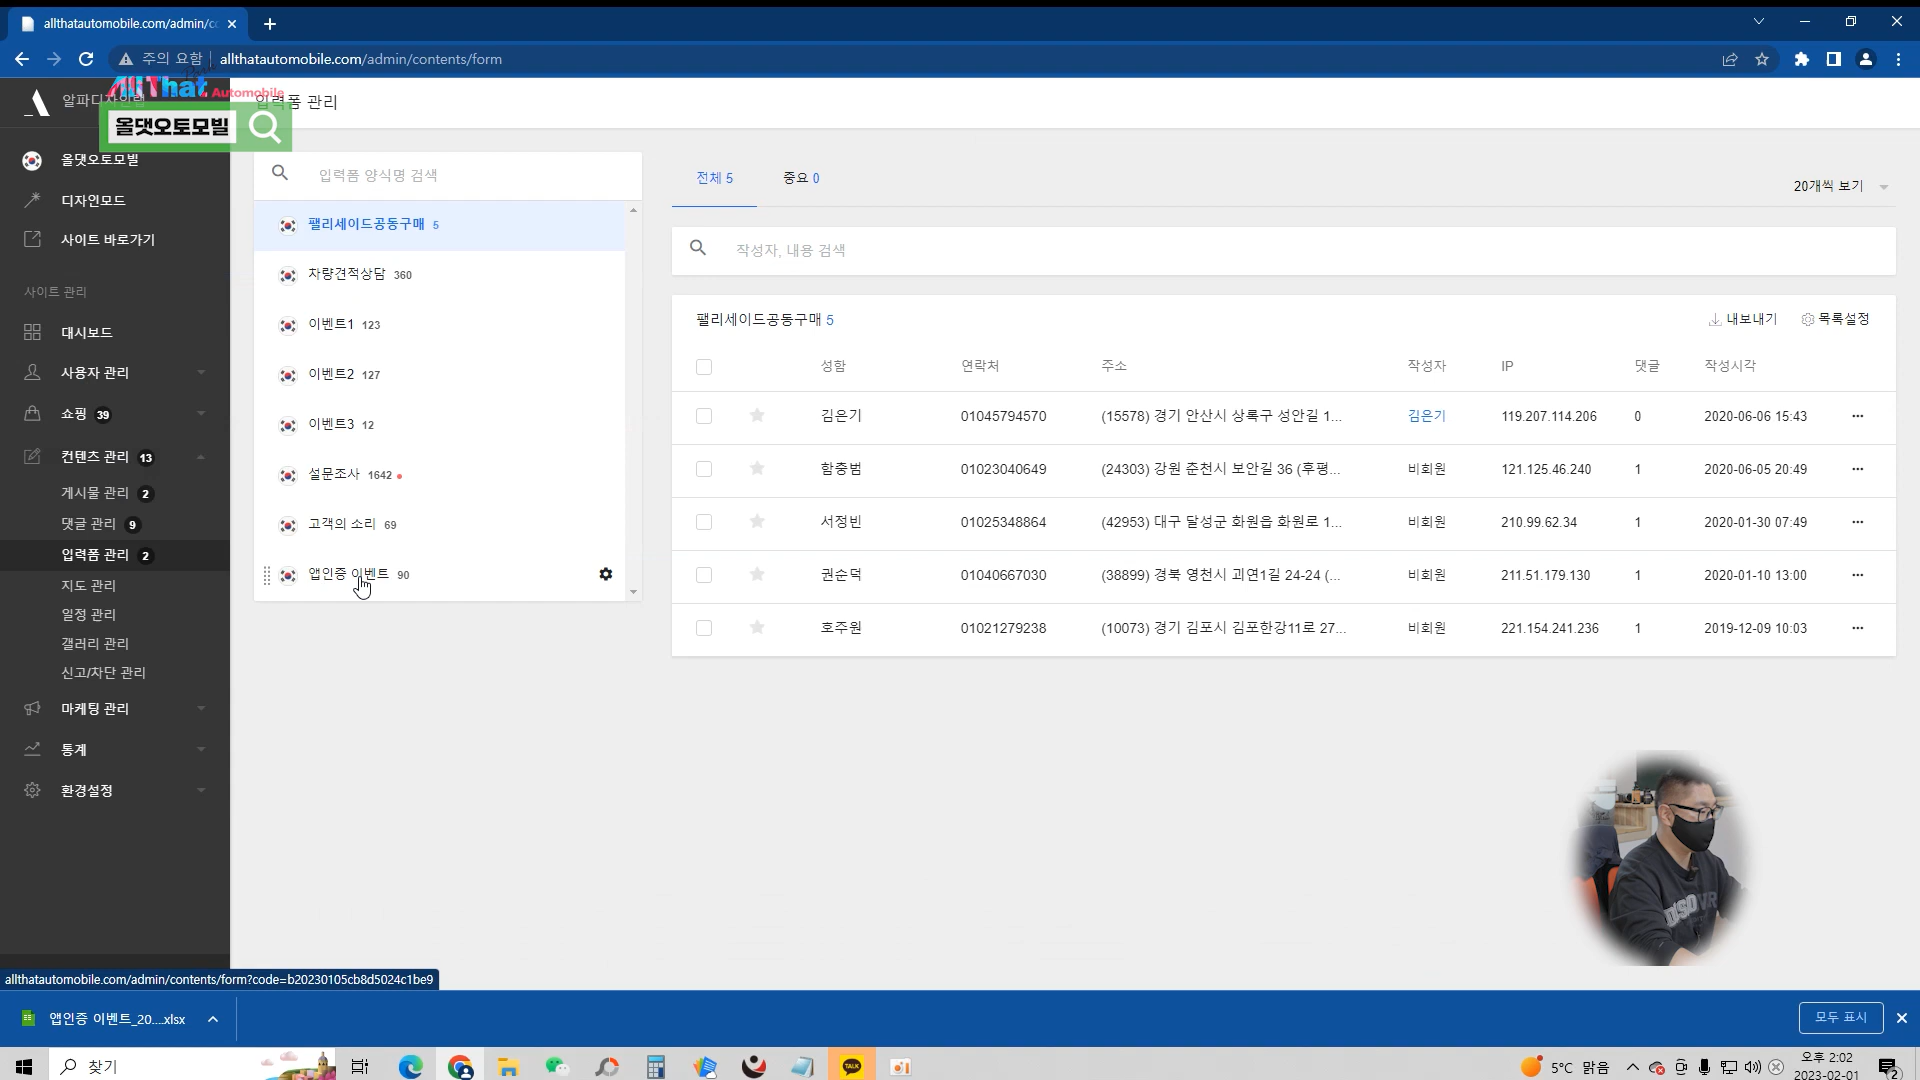 allthatautomobile.com/admin/cc
주의 요함
allthatautomobile.com/admin/contents/form
All That
Automobile
올댓오토모빌
알파디자인랩
입력폼 관리
올댓오토모빌
디자인모드
사이트 바로가기
사이트 관리
대시보드
사용자 관리
쇼핑 39
컨텐츠 관리 13
게시물 관리 2
댓글 관리 9
입력폼 관리 2
지도 관리
일정 관리
갤러리 관리
신고/차단 관리
마케팅 관리
통계
환경설정
입력폼 양식명 검색
팰리세이드공동구매 5
차량견적상담 360
이벤트1 123
이벤트2 127
이벤트3 12
설문조사 1642
고객의 소리 69
앱인증 이벤트 90
전체 5 중요 0
20개씩 보기
작성자, 내용 검색
팰리세이드공동구매 5
내보내기 목록설정
성함 연락처 주소 작성자 IP 댓글 작성시각
김은기 01045794570 (15578) 경기 안산시 상록구 성안길 1... 김은기 119.207.114.206 0 2020-06-06 15:43
함충범 01023040649 (24303) 강원 춘천시 보안길 36 (후평... 비회원 121.125.46.240 1 2020-06-05 20:49
서정빈 01025348864 (42953) 대구 달성군 화원읍 화원로 1... 비회원 210.99.62.34 1 2020-01-30 07:49
권순덕 01040667030 (38899) 경북 영천시 괴연1길 24-24 (... 비회원 211.51.179.130 1 2020-01-10 13:00
호주원 01021279238 (10073) 경기 김포시 김포한강11로 27... 비회원 221.154.241.236 1 2019-12-09 10:03
allthatautomobile.com/admin/contents/form?code=b20230105cb8d5024c1be9
앱인증 이벤트_20....xlsx
모두 표시
찾기
TALK
5°C 맑음
오후 2:02
2023-02-01
2